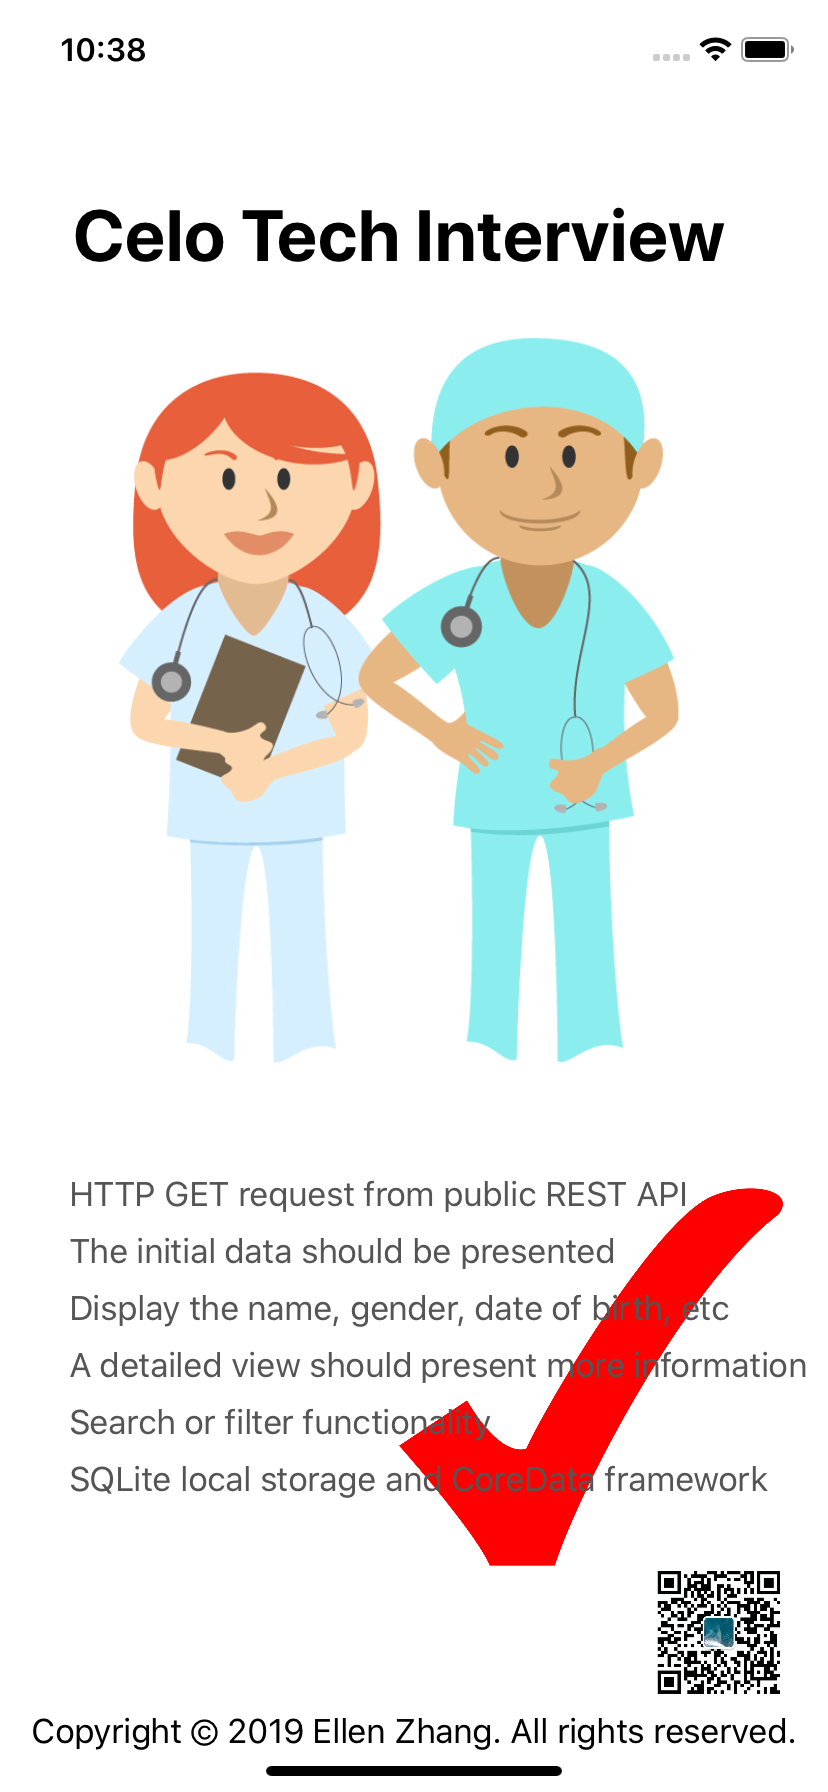 10:38
Celo Tech Interview
HTTP GET request from public REST API
The initial data should be presented
Display the name, gender, date of birth, etc
A detailed view should present more information
Search or filter functionality
SQLite local storage and CoreData framework
Copyright © 2019 Ellen Zhang. All rights reserved.